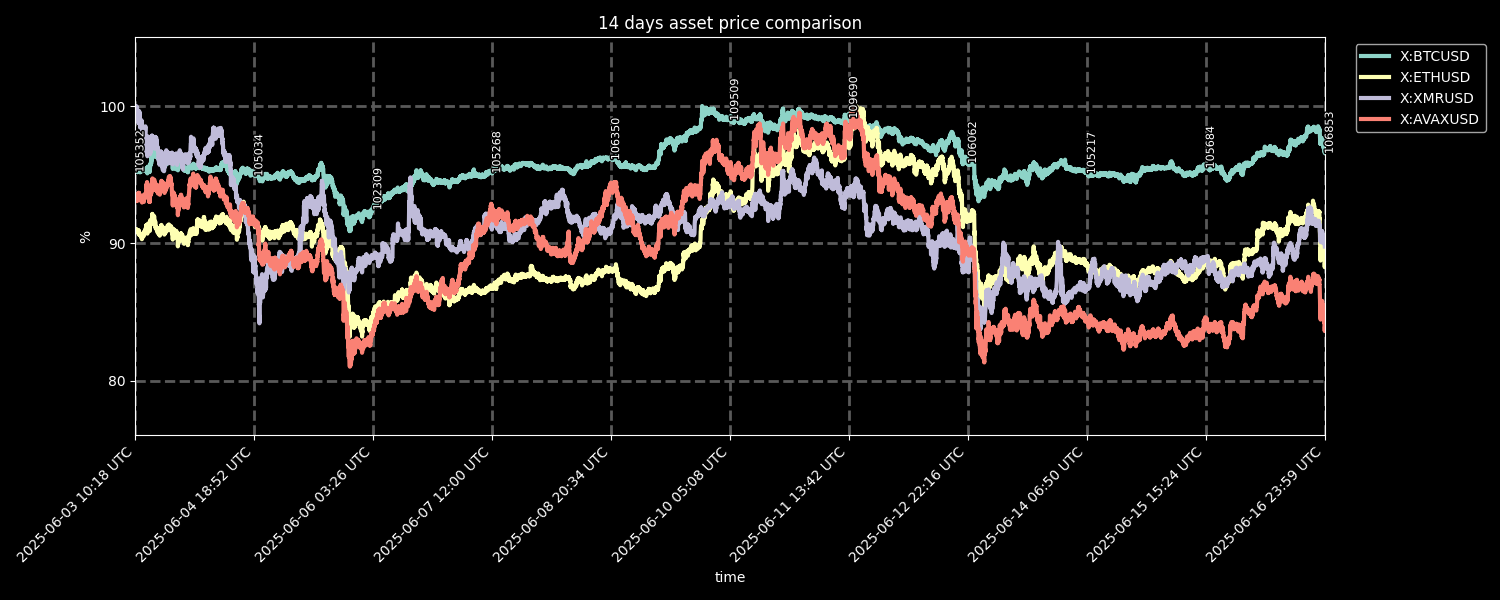 14 days asset price comparison
X:BTCUSD
X:ETHUSD
X:XMRUSD
X:AVAXUSD
%
100
90
80
105352
105034
102309
105268
106350
109509
109690
106062
105217
105684
106853
2025-06-03 10:18 UTC
2025-06-04 18:52 UTC
2025-06-06 03:26 UTC
2025-06-07 12:00 UTC
2025-06-08 20:34 UTC
2025-06-10 05:08 UTC
2025-06-11 13:42 UTC
2025-06-12 22:16 UTC
2025-06-14 06:50 UTC
2025-06-15 15:24 UTC
2025-06-16 23:59 UTC
time